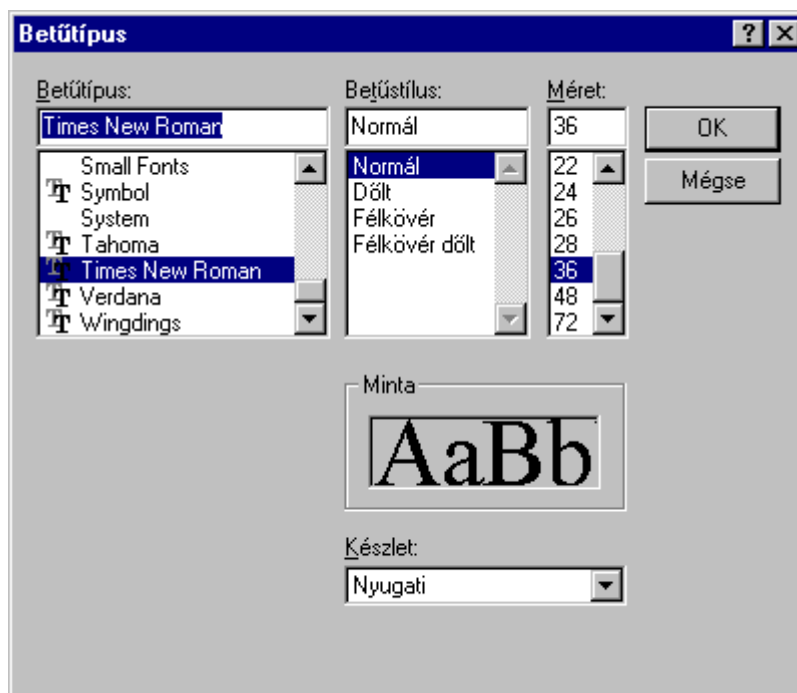 Betűtípus
Betűtípus:
Times New Roman
Small Fonts
Symbol
System
Tahoma
Times New Roman
Verdana
Wingdings
Betűstílus:
Normál
Normál
Dőlt
Félkövér
Félkövér dőlt
Méret:
36
22
24
26
28
36
48
72
OK
Mégse
Minta
AaBb
Készlet:
Nyugati